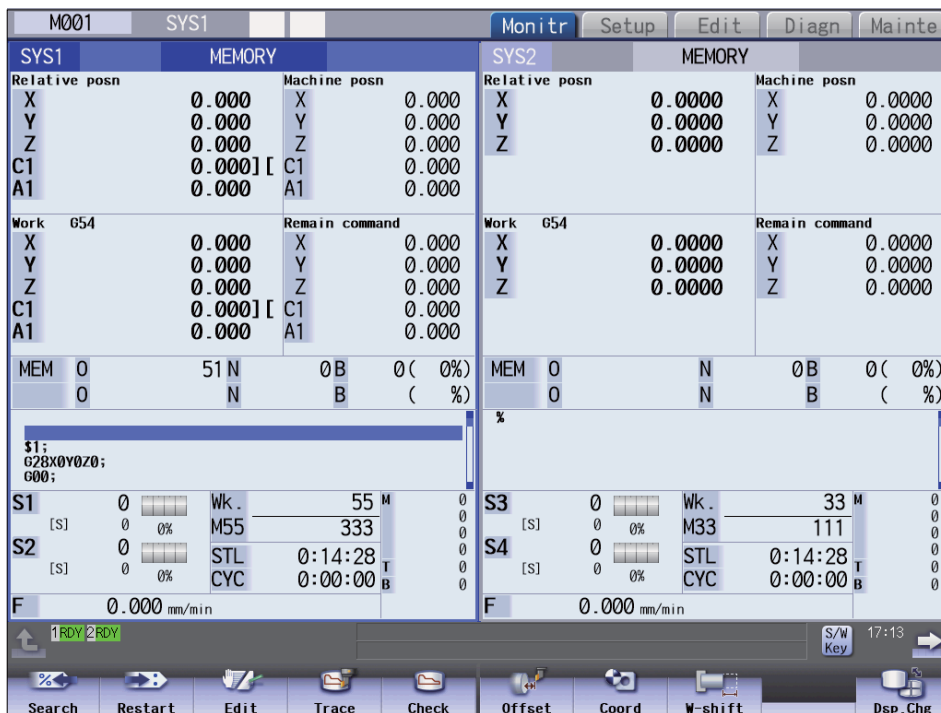 M001 SYS1 Monitr Setup Edit Diagn Mainte
SYS1 MEMORY
Relative posn Machine posn
X 0.000 X 0.000
Y 0.000 Y 0.000
Z 0.000 Z 0.000
C1 0.000][ C1 0.000
A1 0.000 A1 0.000
Work G54 Remain command
X 0.000 X 0.000
Y 0.000 Y 0.000
Z 0.000 Z 0.000
C1 0.000][ C1 0.000
A1 0.000 A1 0.000
MEM O 51 N 0 B 0( 0%)
O N B ( %)
$1;
G28X0Y0Z0;
G00;
S1 0 Wk. 55 M 0
[S] 0 0% M55 333 0
0
S2 0 STL 0:14:28 0
[S] 0 0% CYC 0:00:00 T 0
B 0
F 0.000 mm/min
SYS2 MEMORY
Relative posn Machine posn
X 0.0000 X 0.0000
Y 0.0000 Y 0.0000
Z 0.0000 Z 0.0000
Work G54 Remain command
X 0.0000 X 0.0000
Y 0.0000 Y 0.0000
Z 0.0000 Z 0.0000
MEM O N 0 B 0( 0%)
O N B ( %)
%
S3 0 Wk. 33 M 0
[S] 0 0% M33 111 0
0
S4 0 STL 0:14:28 0
[S] 0 0% CYC 0:00:00 T 0
B 0
F 0.000 mm/min
1RDY 2RDY S/W Key 17:13
Search Restart Edit Trace Check Offset Coord W-shift Dsp.Chg